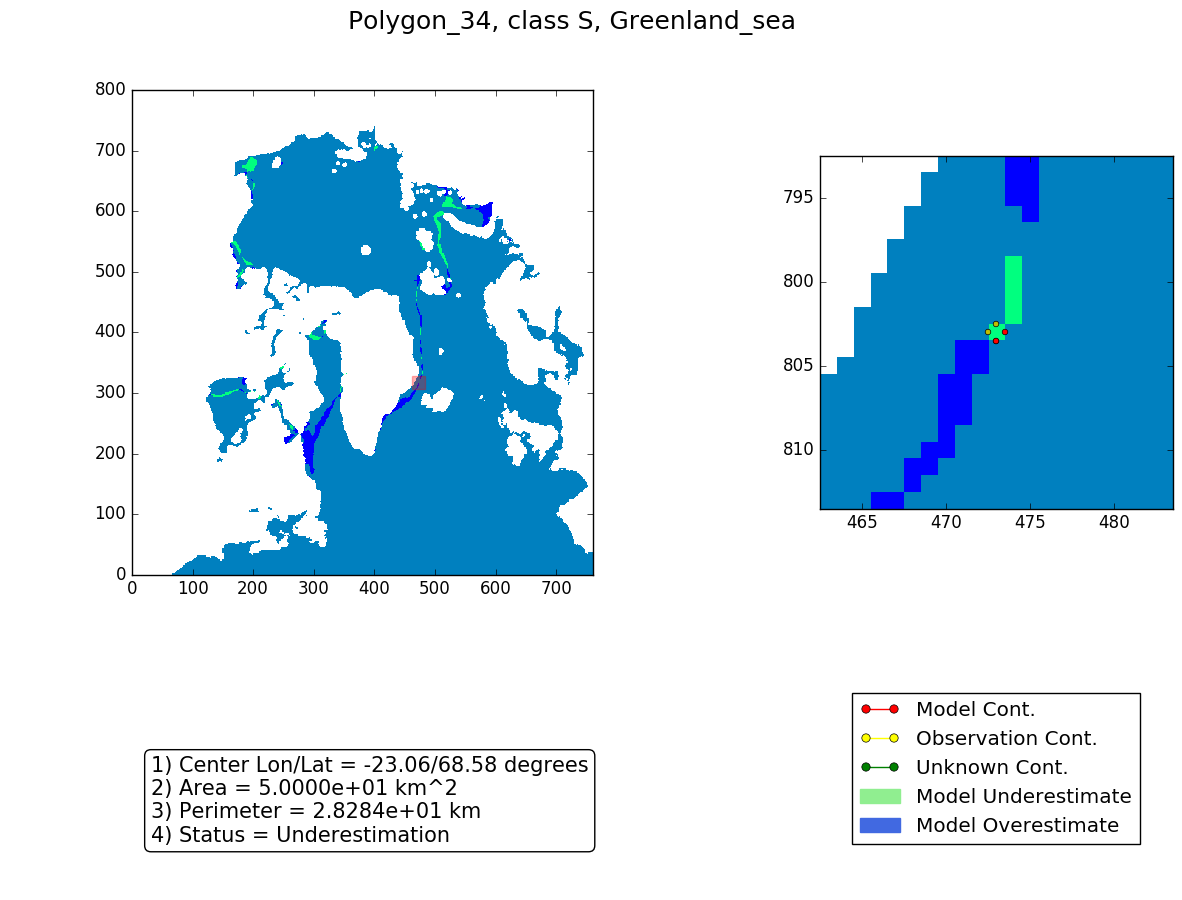 Polygon_34, class S, Greenland_sea
800
700
600
500
400
300
200
100
0
0 100 200 300 400 500 600 700
795
800
805
810
465 470 475 480
1) Center Lon/Lat = -23.06/68.58 degrees
2) Area = 5.0000e+01 km^2
3) Perimeter = 2.8284e+01 km
4) Status = Underestimation
Model Cont.
Observation Cont.
Unknown Cont.
Model Underestimate
Model Overestimate